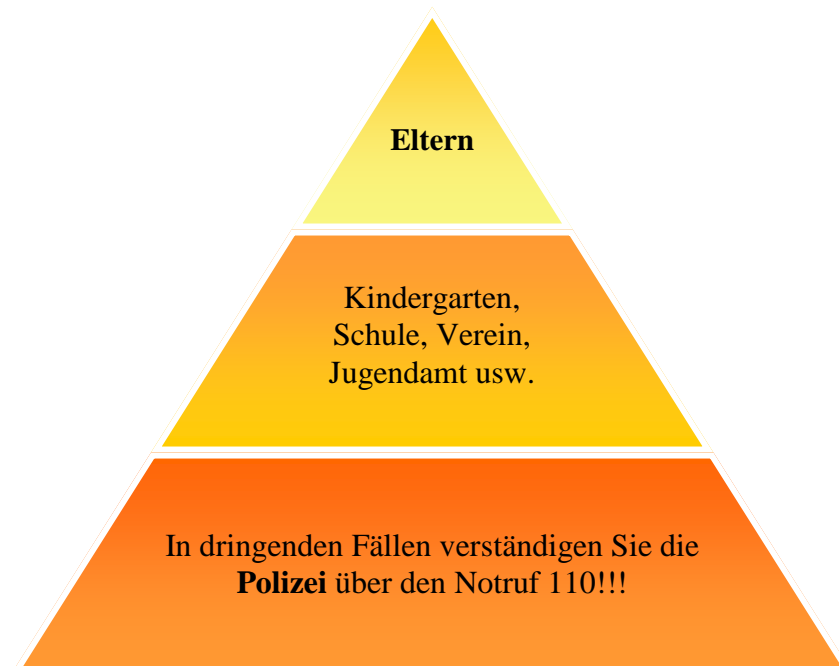 Eltern
Kindergarten,
Schule, Verein,
Jugendamt usw.
In dringenden Fällen verständigen Sie die
Polizei über den Notruf 110!!!